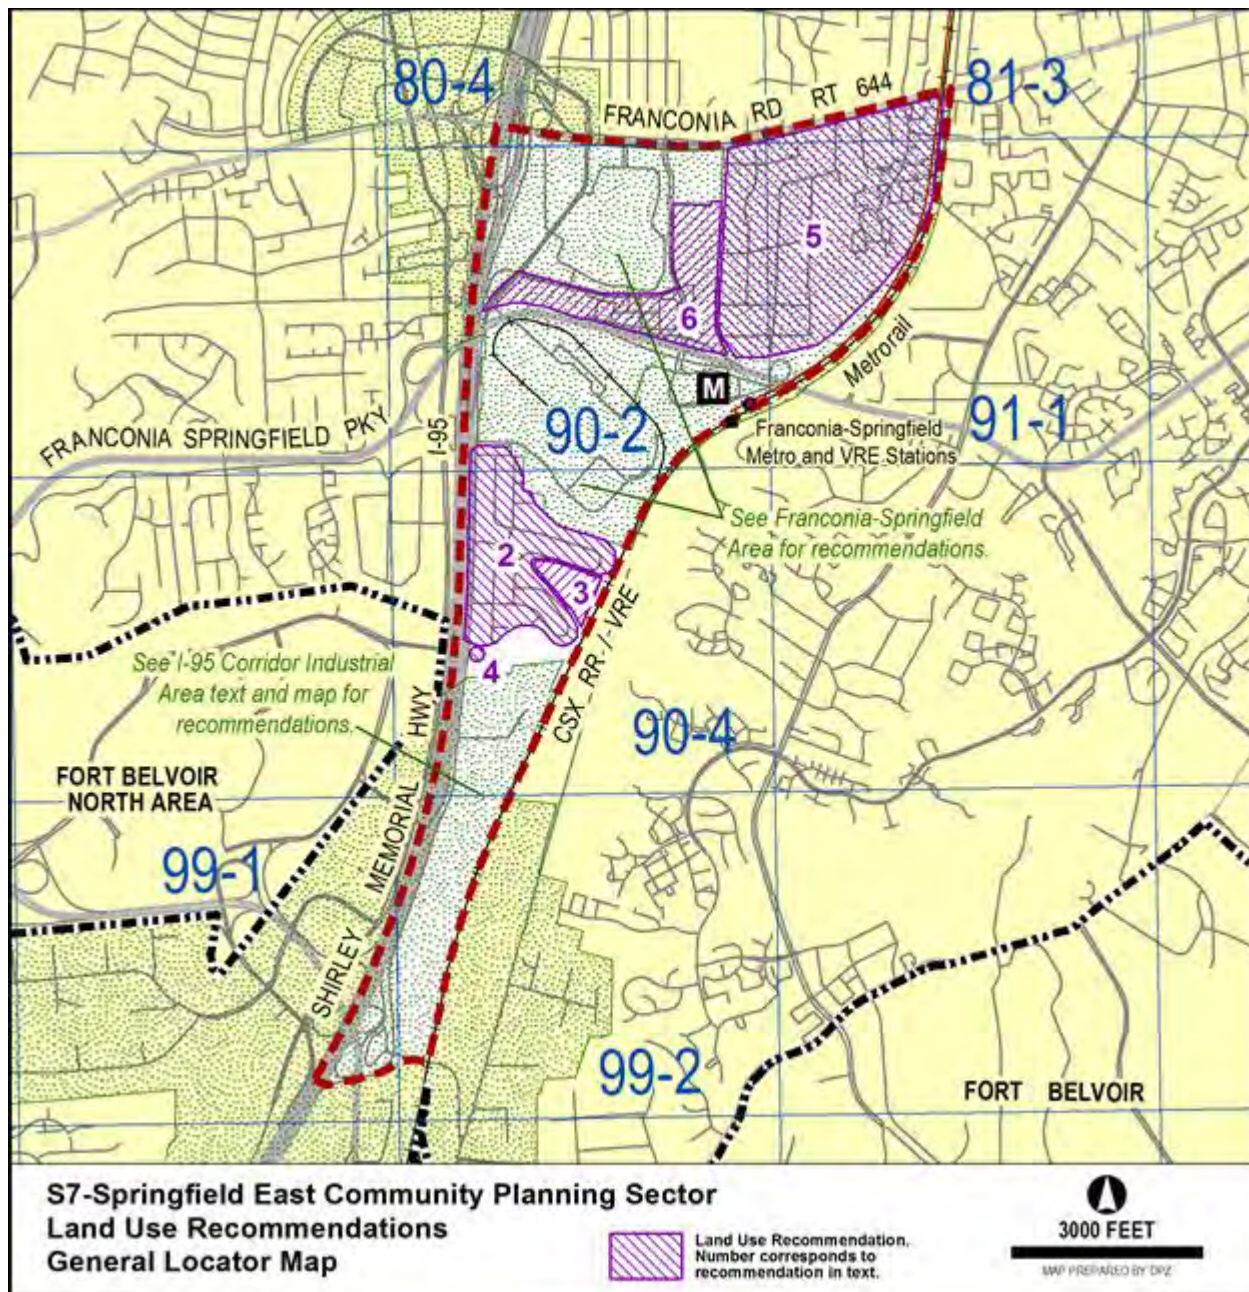 80-4
FRANCONIA RD RT 644
81-3
5
6
M
Metrorail
I-95
FRANCONIA SPRINGFIELD PKY
90-2
91-1
Franconia-Springfield
Metro and VRE Stations
See Franconia-Springfield
Area for recommendations.
2
3
4
CSX RR / VRE
See I-95 Corridor Industrial
Area text and map for
recommendations.
90-4
FORT BELVOIR
NORTH AREA
SHIRLEY MEMORIAL HWY
99-1
99-2
FORT BELVOIR
S7-Springfield East Community Planning Sector
Land Use Recommendations
General Locator Map
Land Use Recommendation.
Number corresponds to
recommendation in text.
3000 FEET
MAP PREPARED BY DPZ